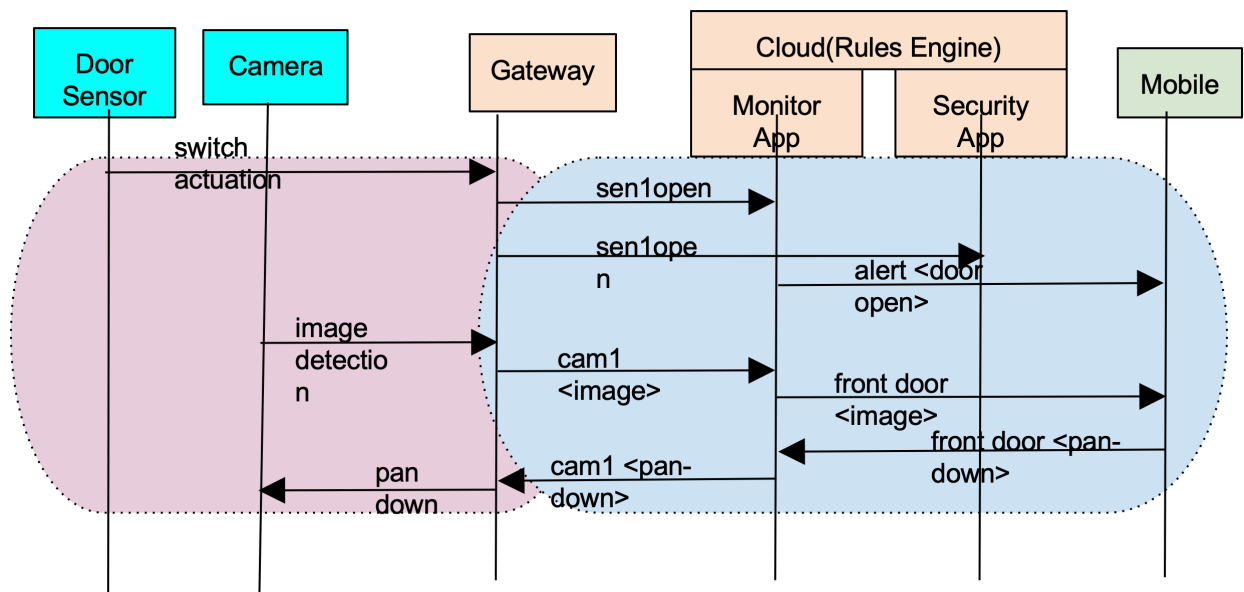 Door
Sensor
Camera
Gateway
Cloud(Rules Engine)
Monitor
App
Security
App
Mobile
switch
actuation
sen1open
sen1ope
n
alert <door
open>
image
detectio
n
cam1
<image>
front door
<image>
front door <pan-
down>
cam1 <pan-
down>
pan
down